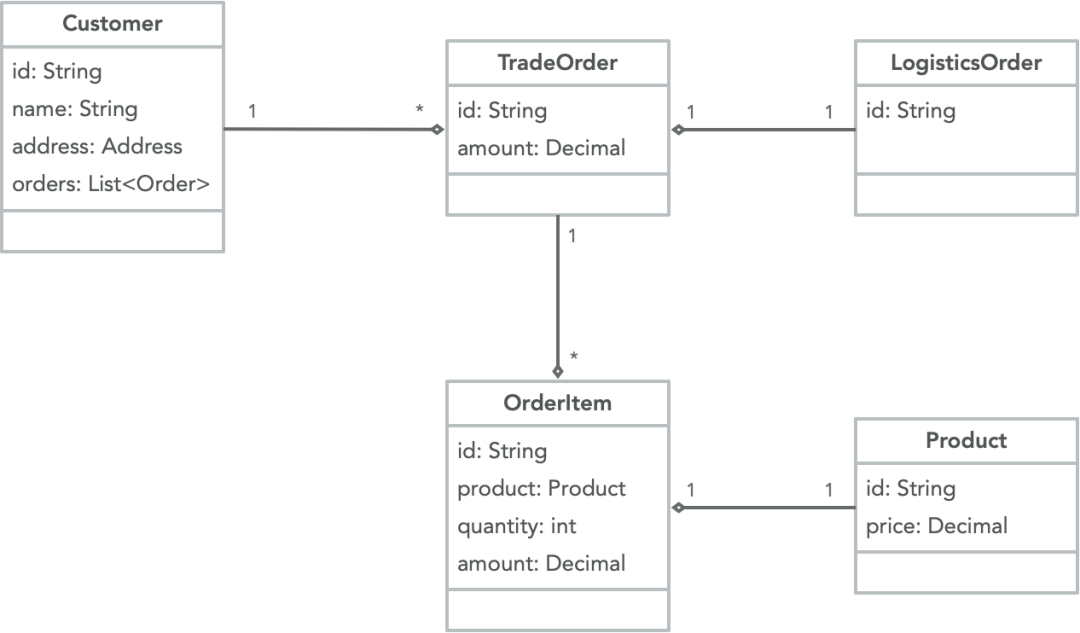 Customer
id: String
name: String
address: Address
orders: List<Order>
1
*
TradeOrder
id: String
amount: Decimal
1
1
LogisticsOrder
id: String
1
*
OrderItem
id: String
product: Product
quantity: int
amount: Decimal
1
1
Product
id: String
price: Decimal